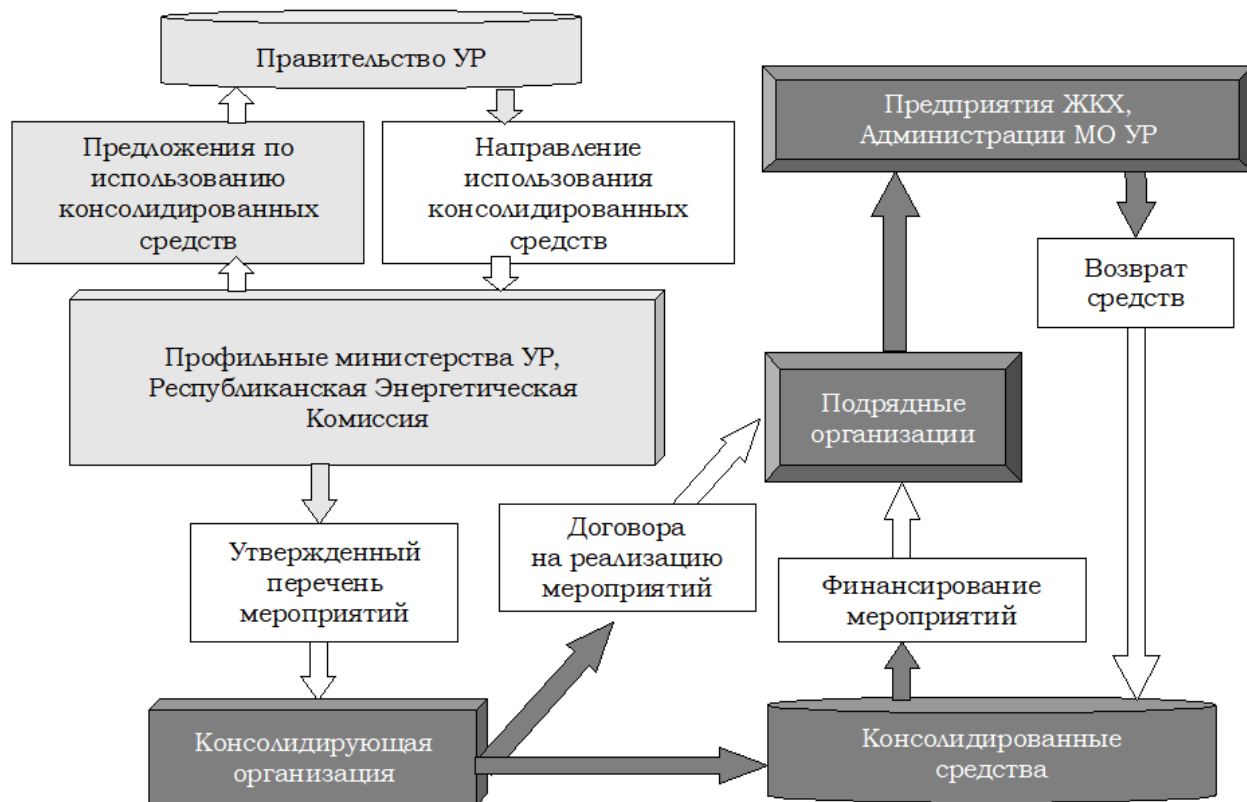 Правительство УР
Предложения по
использованию
консолидированных
средств
Направление
использования
консолидированных
средств
Профильные министерства УР,
Республиканская Энергетическая
Комиссия
Утвержденный
перечень
мероприятий
Консолидирующая
организация
Договора
на реализацию
мероприятий
Предприятия ЖКХ,
Администрации МО УР
Возврат
средств
Подрядные
организации
Финансирование
мероприятий
Консолидированные
средства